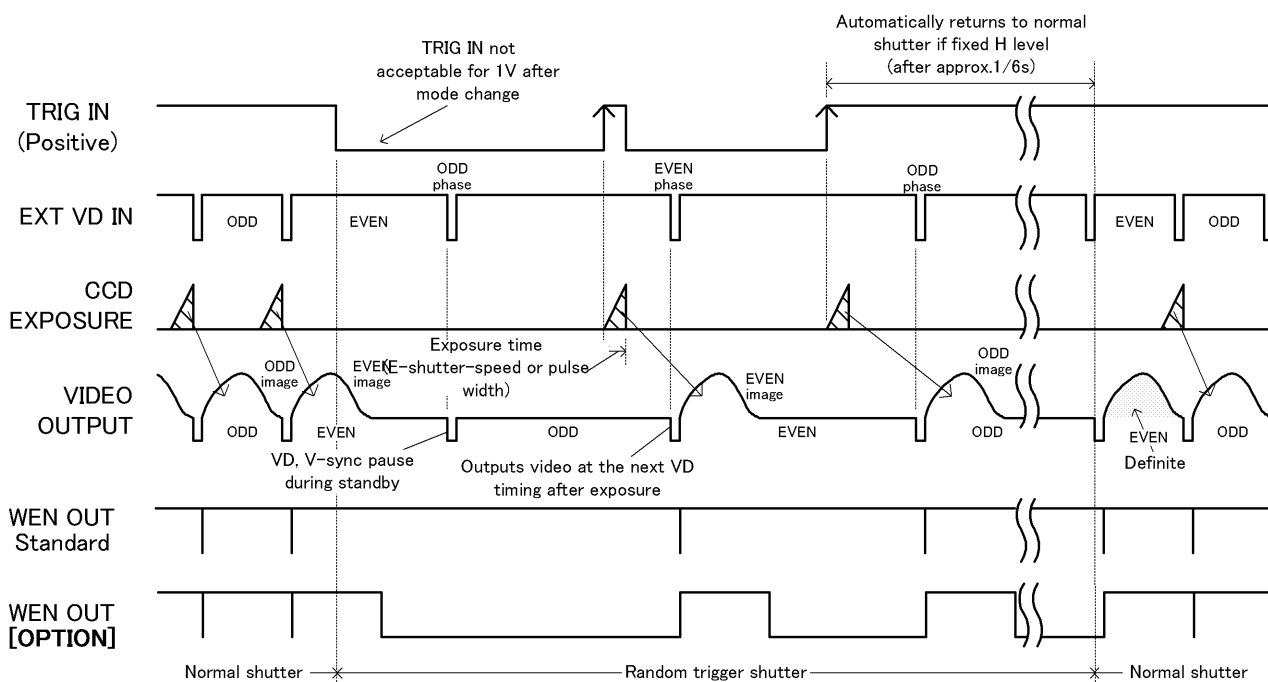 Automatically returns to normal
shutter if fixed H level
(after approx.1/6s)
TRIG IN not
acceptable for 1V after
mode change
TRIG IN
(Positive)
ODD
phase
EVEN
phase
ODD
phase
EXT VD IN
ODD
EVEN
EVEN
ODD
CCD
EXPOSURE
Exposure time
(E-shutter-speed or pulse
width)
ODD
image
EVEN
image
EVEN
image
ODD
image
VIDEO
OUTPUT
ODD
EVEN
ODD
EVEN
ODD
EVEN
ODD
Definite
VD, V-sync pause
during standby
Outputs video at the next VD
timing after exposure
WEN OUT
Standard
WEN OUT
[OPTION]
Normal shutter
Random trigger shutter
Normal shutter